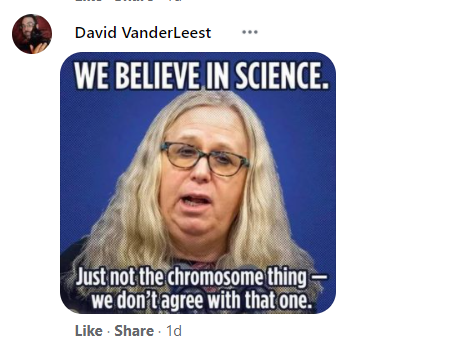 David VanderLeest
WE BELIEVE IN SCIENCE.
Just not the chromosome thing —
we don't agree with that one.
Like · Share · 1d